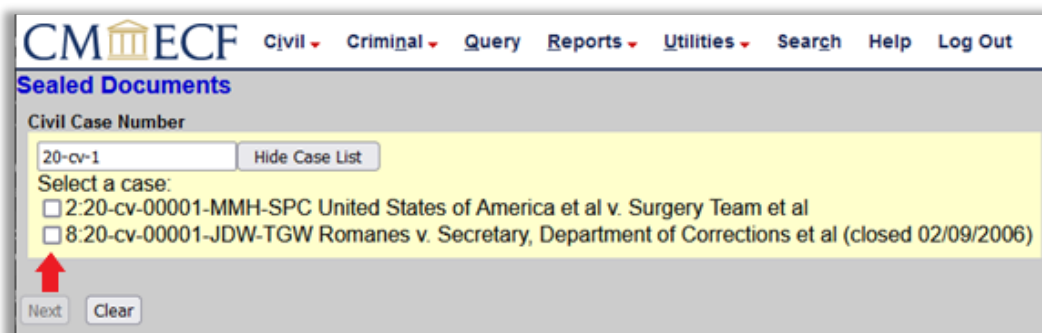 CM ECF Civil Criminal Query Reports Utilities Search Help Log Out
Sealed Documents
Civil Case Number
20-cv-1 Hide Case List
Select a case:
2:20-cv-00001-MMH-SPC United States of America et al v. Surgery Team et al
8:20-cv-00001-JDW-TGW Romanes v. Secretary, Department of Corrections et al (closed 02/09/2006)
Next Clear